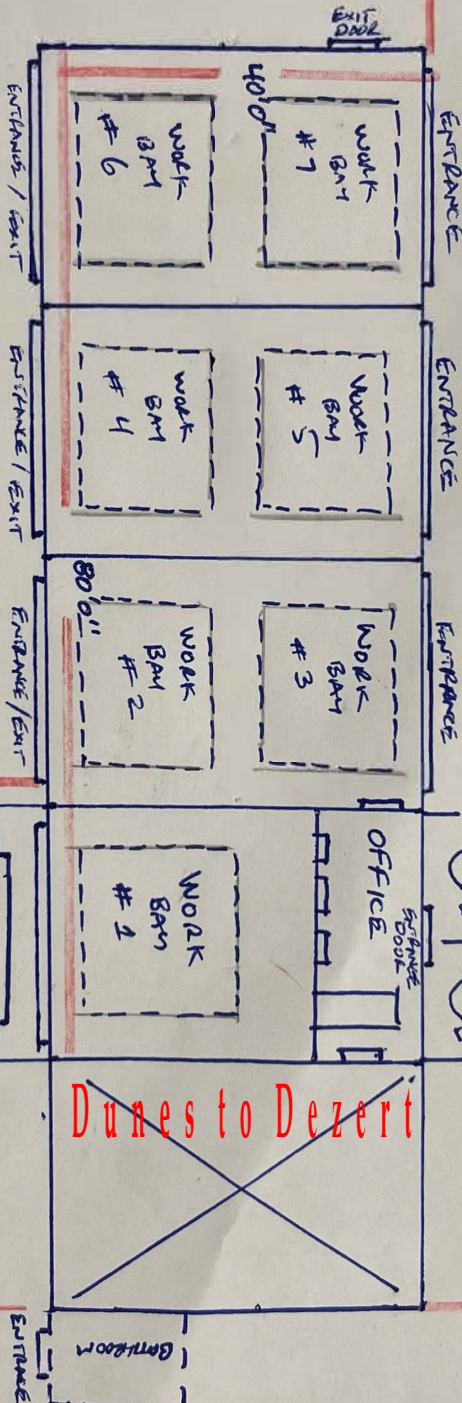 EXIT
DOOR
ENTRANCE
40'0"
WORK
BAY
# 7
WORK
BAY
# 6
ENTRANCE / EXIT
ENTRANCE
WORK
BAY
# 5
WORK
BAY
# 4
ENTRANCE / EXIT
ENTRANCE
WORK
BAY
# 3
80'0"
WORK
BAY
# 2
ENTRANCE/EXIT
OFFICE
ENTRANCE
DOOR
WORK
BAY
# 1
Dunes to Dezert
BATHROOM
ENTRANCE